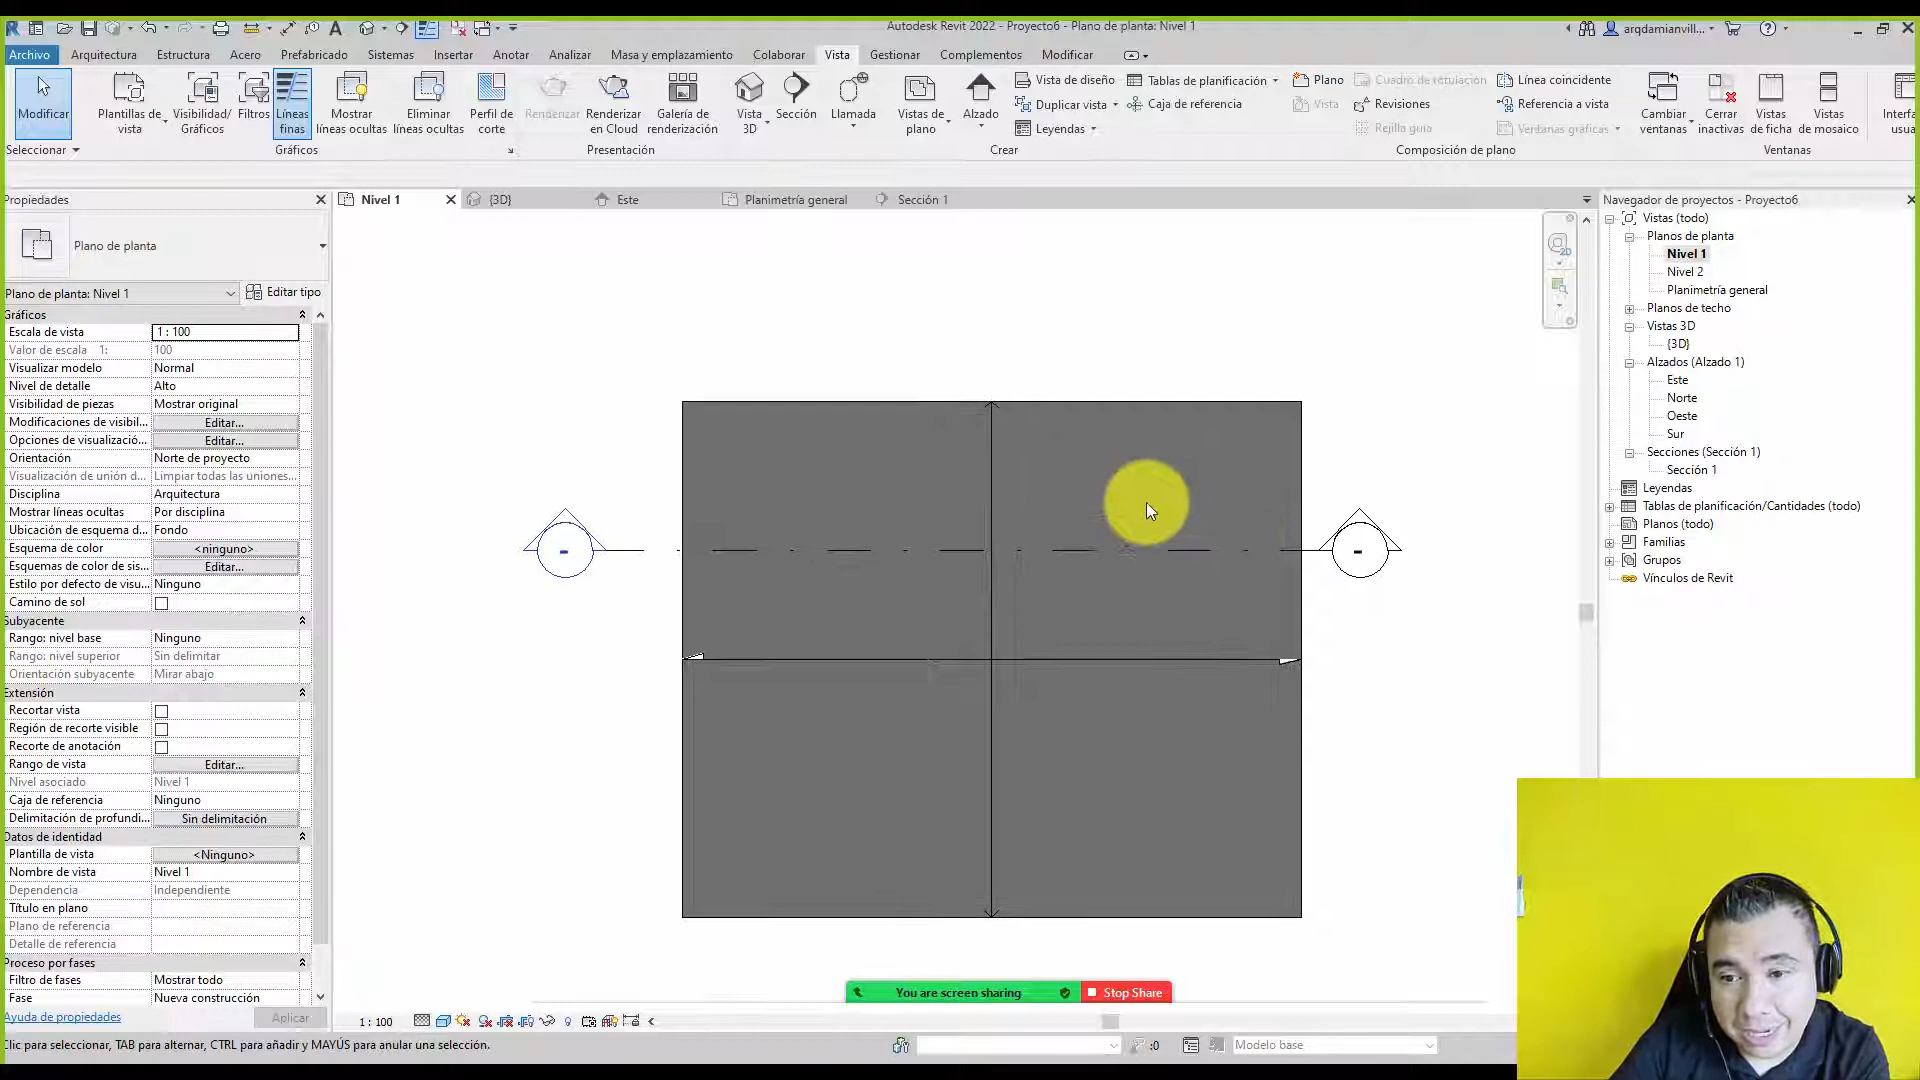 Autodesk Revit 2022 - Proyecto6 - Plano de planta: Nivel 1
arqdamianvill...
Archivo Arquitectura Estructura Acero Prefabricado Sistemas Insertar Anotar Analizar Masa y emplazamiento Colaborar Vista Gestionar Complementos Modificar
Modificar
Plantillas de vista
Visibilidad/ Gráficos
Filtros
Líneas finas
Mostrar líneas ocultas
Eliminar líneas ocultas
Perfil de corte
Renderizar
Renderizar en Cloud
Galería de renderización
Vista 3D
Sección
Llamada
Vistas de plano
Alzado
Vista de diseño
Duplicar vista
Leyendas
Tablas de planificación
Caja de referencia
Plano
Vista
Cuadro de rotulación
Revisiones
Rejilla guía
Línea coincidente
Referencia a vista
Ventanas gráficas
Cambiar ventanas
Cerrar inactivas
Vistas de ficha
Vistas de mosaico
Interfa
usua
Seleccionar Gráficos Presentación Crear Composición de plano Ventanas
Propiedades
Plano de planta
Plano de planta: Nivel 1 Editar tipo
Gráficos
Escala de vista 1 : 100
Valor de escala 1: 100
Visualizar modelo Normal
Nivel de detalle Alto
Visibilidad de piezas Mostrar original
Modificaciones de visibil... Editar...
Opciones de visualizació... Editar...
Orientación Norte de proyecto
Visualización de unión d... Limpiar todas las uniones...
Disciplina Arquitectura
Mostrar líneas ocultas Por disciplina
Ubicación de esquema d... Fondo
Esquema de color <ninguno>
Esquemas de color de sis... Editar...
Estilo por defecto de visu... Ninguno
Camino de sol
Subyacente
Rango: nivel base Ninguno
Rango: nivel superior Sin delimitar
Orientación subyacente Mirar abajo
Extensión
Recortar vista
Región de recorte visible
Recorte de anotación
Rango de vista Editar...
Nivel asociado Nivel 1
Caja de referencia Ninguno
Delimitación de profundi... Sin delimitación
Datos de identidad
Plantilla de vista <Ninguno>
Nombre de vista Nivel 1
Dependencia Independiente
Título en plano
Plano de referencia
Detalle de referencia
Proceso por fases
Filtro de fases Mostrar todo
Fase Nueva construcción
Ayuda de propiedades Aplicar
Nivel 1 {3D} Este Planimetría general Sección 1
2D
You are screen sharing Stop Share
1 : 100
Navegador de proyectos - Proyecto6
Vistas (todo)
Planos de planta
Nivel 1
Nivel 2
Planimetría general
Planos de techo
Vistas 3D
{3D}
Alzados (Alzado 1)
Este
Norte
Oeste
Sur
Secciones (Sección 1)
Sección 1
Leyendas
Tablas de planificación/Cantidades (todo)
Planos (todo)
Familias
Grupos
Vínculos de Revit
Clic para seleccionar, TAB para alternar, CTRL para añadir y MAYÚS para anular una selección.
:0
Modelo base